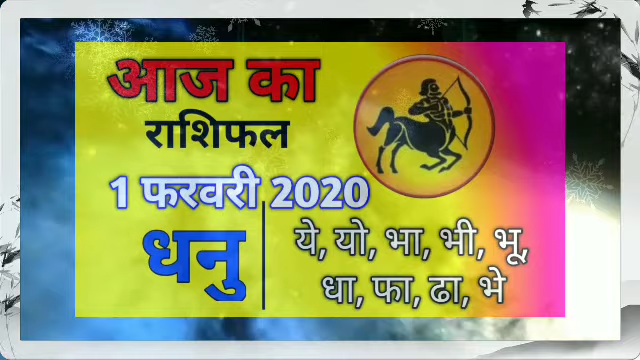 आज का
राशिफल
1 फरवरी 2020
धनु
ये, यो, भा, भी, भू,
धा, फा, ढा, भे